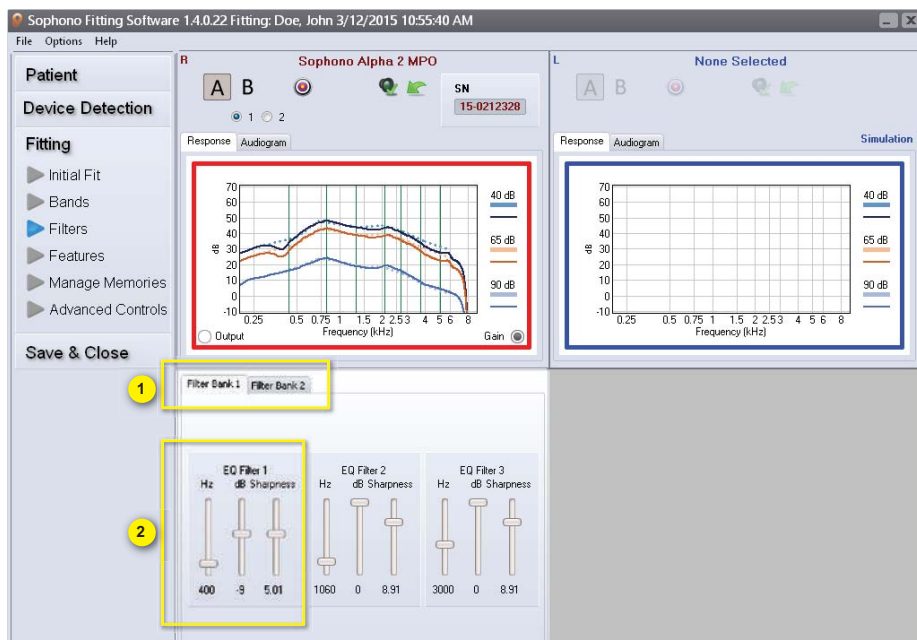 Sophono Fitting Software 1.4.0.22 Fitting: Doe, John 3/12/2015 10:55:40 AM
File Options Help
Patient
Device Detection
Fitting
Initial Fit
Bands
Filters
Features
Manage Memories
Advanced Controls
Save & Close
R Sophono Alpha 2 MPO
A B
1 2
SN
15-0212328
Response Audiogram
70
60
50
40
30
20
10
0
-10
dB
0.25 0.5 0.75 1 1.5 2 2.5 3 4 5 6 8
Frequency (kHz)
Output Gain
40 dB
65 dB
90 dB
L None Selected
A B
Response Audiogram Simulation
70
60
50
40
30
20
10
0
-10
dB
0.25 0.5 0.75 1 1.5 2 2.5 3 4 5 6 8
Frequency (kHz)
40 dB
65 dB
90 dB
1
Filter Bank 1 Filter Bank 2
2
EQ Filter 1
Hz dB Sharpness
400 -9 5.01
EQ Filter 2
Hz dB Sharpness
1060 0 8.91
EQ Filter 3
Hz dB Sharpness
3000 0 8.91